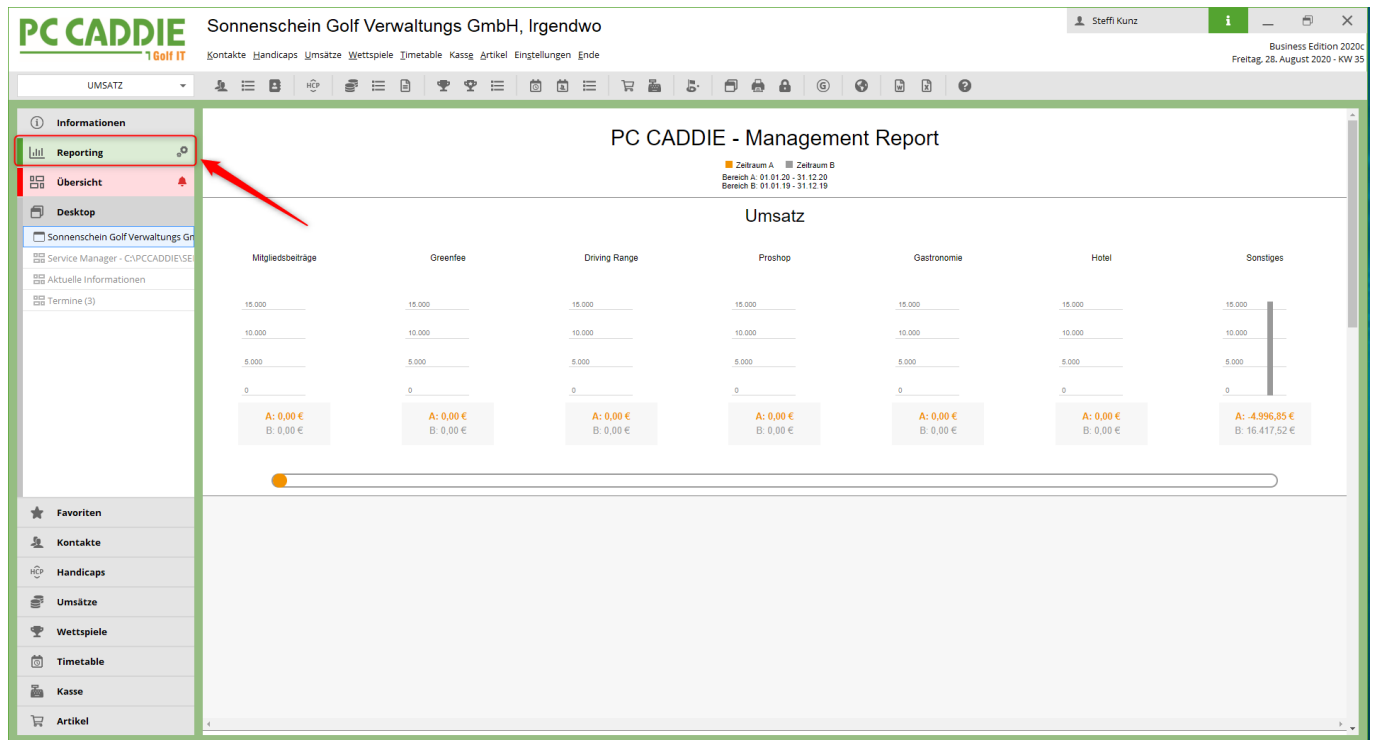 PC CADDIE
Golf IT
Sonnenschein Golf Verwaltungs GmbH, Irgendwo
Kontakte Handicaps Umsätze Wettspiele Timetable Kasse Artikel Einstellungen Ende
Steffi Kunz
i
Business Edition 2020c
Freitag, 28. August 2020 - KW 35
UMSATZ
HCP
G
W
X
?
Informationen
Reporting
Übersicht
Desktop
Sonnenschein Golf Verwaltungs Gm
Service Manager - C:\PCCADDIE\SE
Aktuelle Informationen
Termine (3)
Favoriten
Kontakte
HCP Handicaps
Umsätze
Wettspiele
Timetable
Kasse
Artikel
PC CADDIE - Management Report
Zeitraum A Zeitraum B
Bereich A: 01.01.20 - 31.12.20
Bereich B: 01.01.19 - 31.12.19
Umsatz
Mitgliedsbeiträge Greenfee Driving Range Proshop Gastronomie Hotel Sonstiges
15.000 15.000 15.000 15.000 15.000 15.000 15.000
10.000 10.000 10.000 10.000 10.000 10.000 10.000
5.000 5.000 5.000 5.000 5.000 5.000 5.000
0 0 0 0 0 0 0
A: 0,00 € A: 0,00 € A: 0,00 € A: 0,00 € A: 0,00 € A: 0,00 € A: -4.996,85 €
B: 0,00 € B: 0,00 € B: 0,00 € B: 0,00 € B: 0,00 € B: 0,00 € B: 16.417,52 €